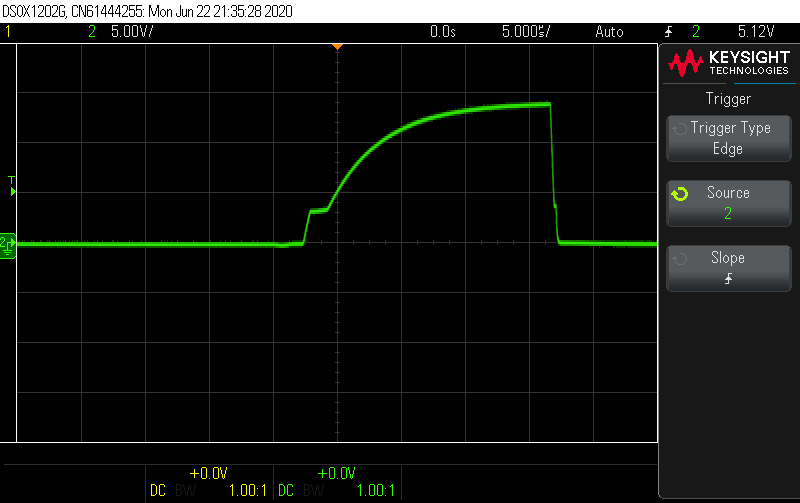 DSOX1202G, CN61444255: Mon Jun 22 21:35:28 2020
1 2 5.00V/ 0.0s 5.000s/ Auto 2 5.12V
KEYSIGHT
TECHNOLOGIES
Trigger
Trigger Type
Edge
Source
2
Slope
T
2
+0.0V +0.0V
DC BW 1.00:1 DC BW 1.00:1